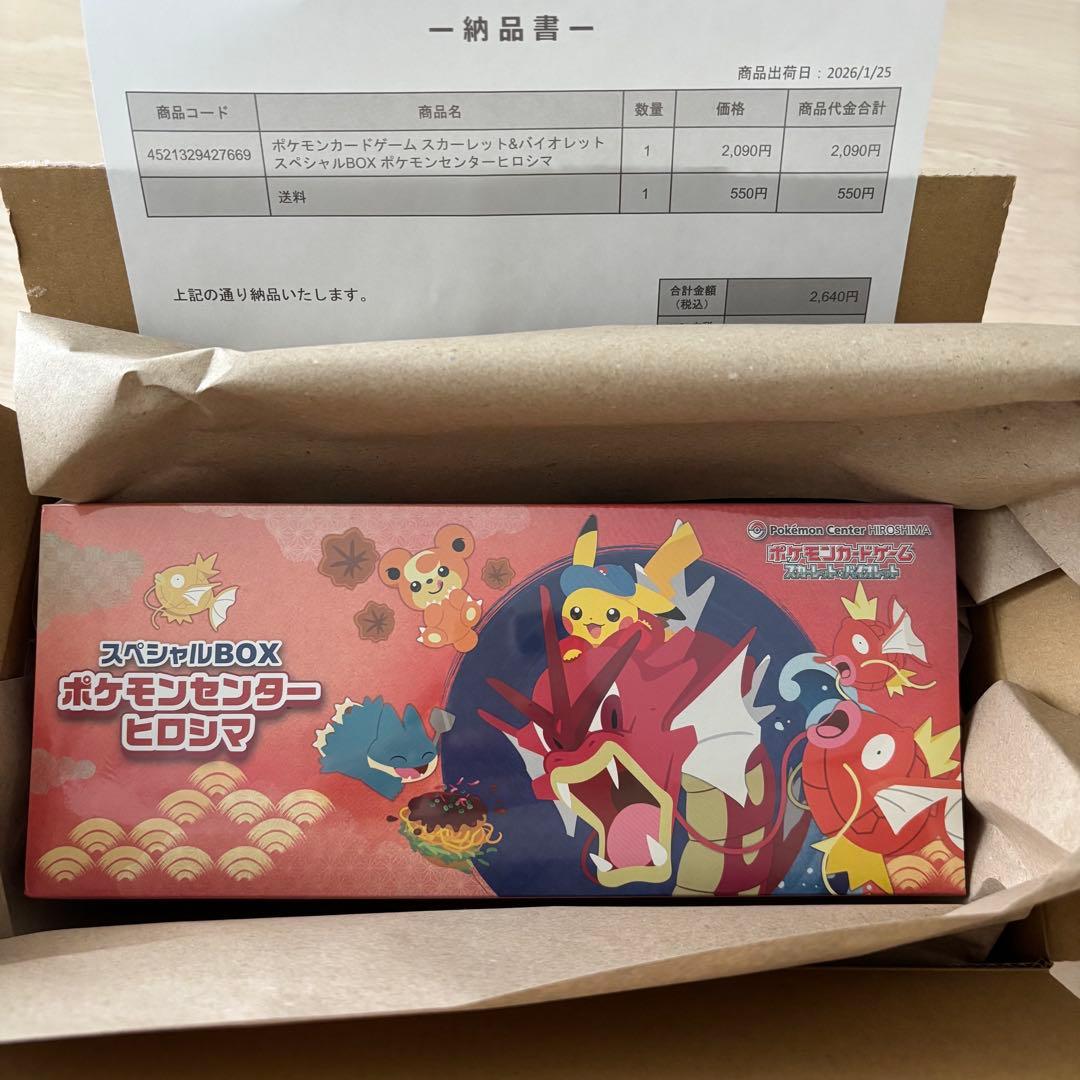 ー納品書ー
商品出荷日：2026/1/25
商品コード 商品名 数量 価格 商品代金合計
4521329427669 ポケモンカードゲーム スカーレット&バイオレット スペシャルBOX ポケモンセンターヒロシマ 1 2,090円 2,090円
送料 1 550円 550円
上記の通り納品いたします。
合計金額
（税込）
2,640円
Pokémon Center HIROSHIMA
ポケモンカードゲーム
スカーレット&バイオレット
スペシャルBOX
ポケモンセンター
ヒロシマ